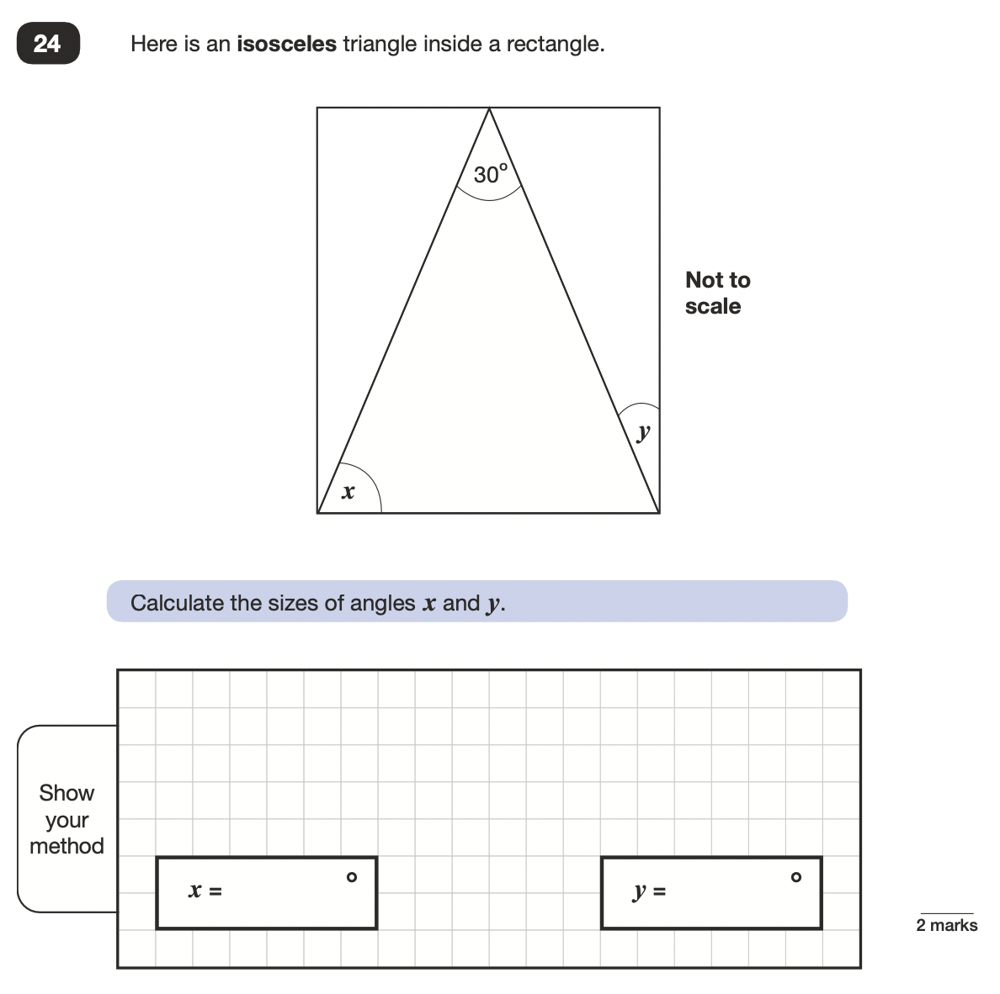 24
Here is an isosceles triangle inside a rectangle.
30°
Not to
scale
y
x
Calculate the sizes of angles x and y.
Show
your
method
x = °
y = °
2 marks